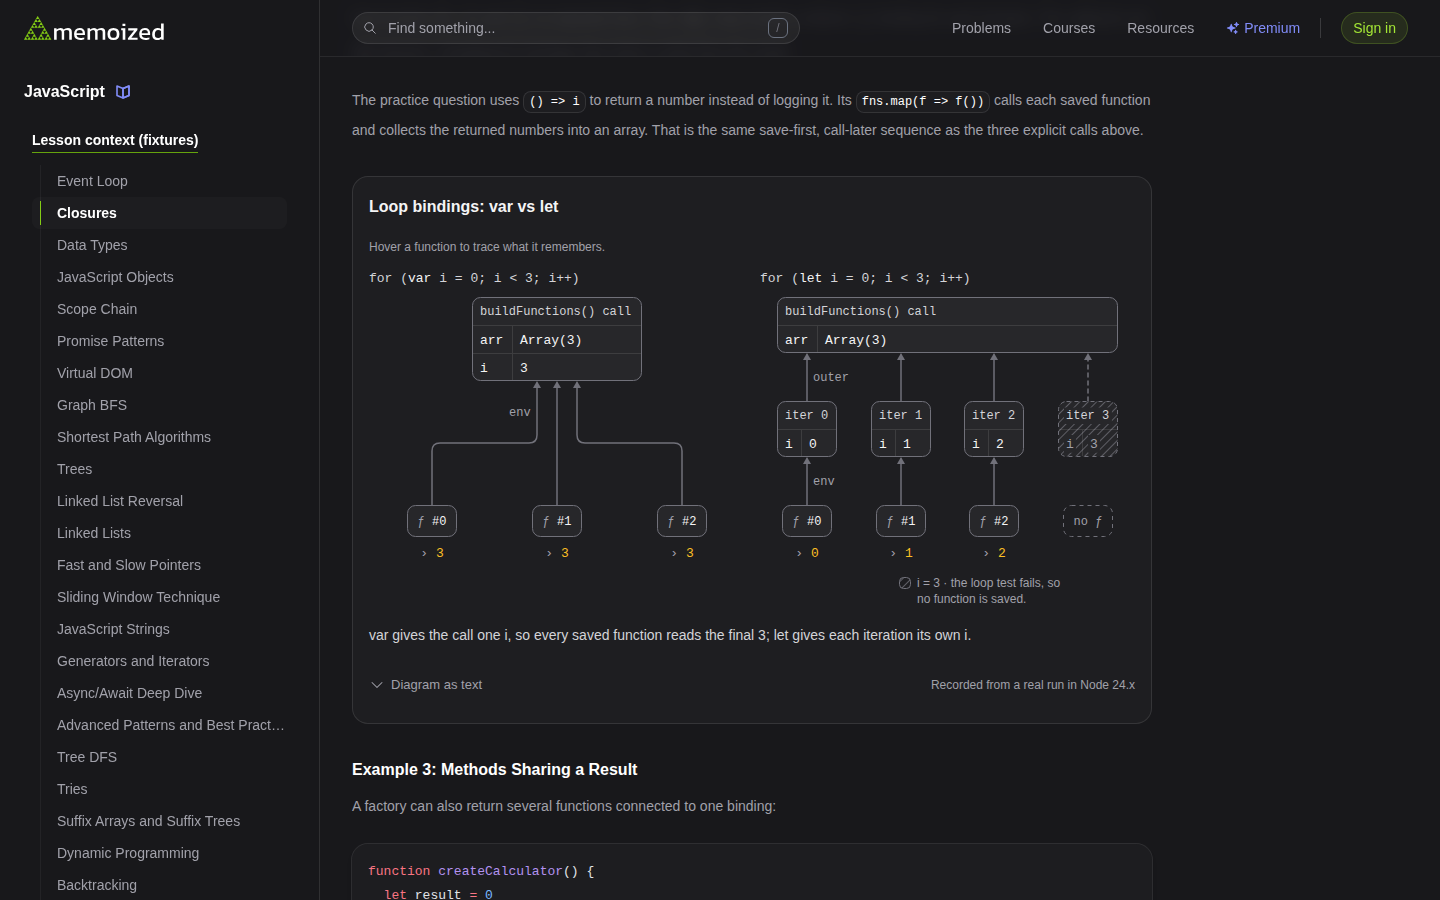 memoized
Find something...
/
Problems
Courses
Resources
Premium
Sign in
JavaScript
Lesson context (fixtures)
Event Loop
Closures
Data Types
JavaScript Objects
Scope Chain
Promise Patterns
Virtual DOM
Graph BFS
Shortest Path Algorithms
Trees
Linked List Reversal
Linked Lists
Fast and Slow Pointers
Sliding Window Technique
JavaScript Strings
Generators and Iterators
Async/Await Deep Dive
Advanced Patterns and Best Pract…
Tree DFS
Tries
Suffix Arrays and Suffix Trees
Dynamic Programming
Backtracking
The practice question uses () => i to return a number instead of logging it. Its fns.map(f => f()) calls each saved function
and collects the returned numbers into an array. That is the same save-first, call-later sequence as the three explicit calls above.
Loop bindings: var vs let
Hover a function to trace what it remembers.
for (var i = 0; i < 3; i++)
buildFunctions() call
arr Array(3)
i 3
env
ƒ #0
ƒ #1
ƒ #2
› 3
› 3
› 3
for (let i = 0; i < 3; i++)
buildFunctions() call
arr Array(3)
outer
iter 0
iter 1
iter 2
iter 3
i 0
i 1
i 2
i 3
env
ƒ #0
ƒ #1
ƒ #2
no ƒ
› 0
› 1
› 2
i = 3 · the loop test fails, so
no function is saved.
var gives the call one i, so every saved function reads the final 3; let gives each iteration its own i.
Diagram as text
Recorded from a real run in Node 24.x
Example 3: Methods Sharing a Result
A factory can also return several functions connected to one binding:
function createCalculator() {
let result = 0